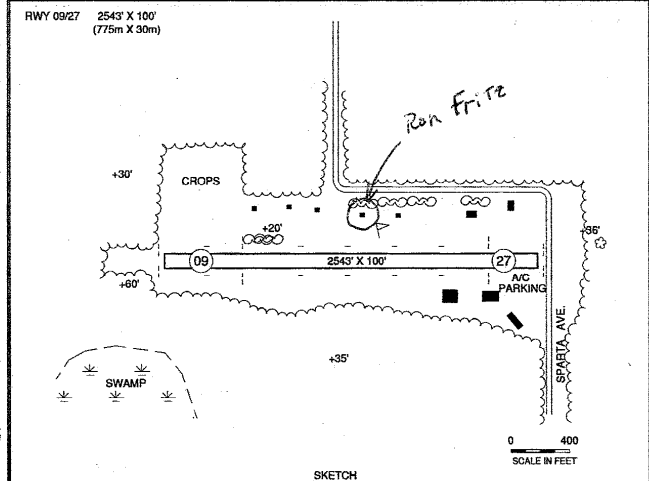 RWY 09/27 2543' X 100'
(775m X 30m)
Ron Fritz
+30'
CROPS
+20'
+36'
09
2543' X 100'
27
A/C
PARKING
+60'
SPARTA AVE.
+35'
SWAMP
0 400
SCALE IN FEET
SKETCH